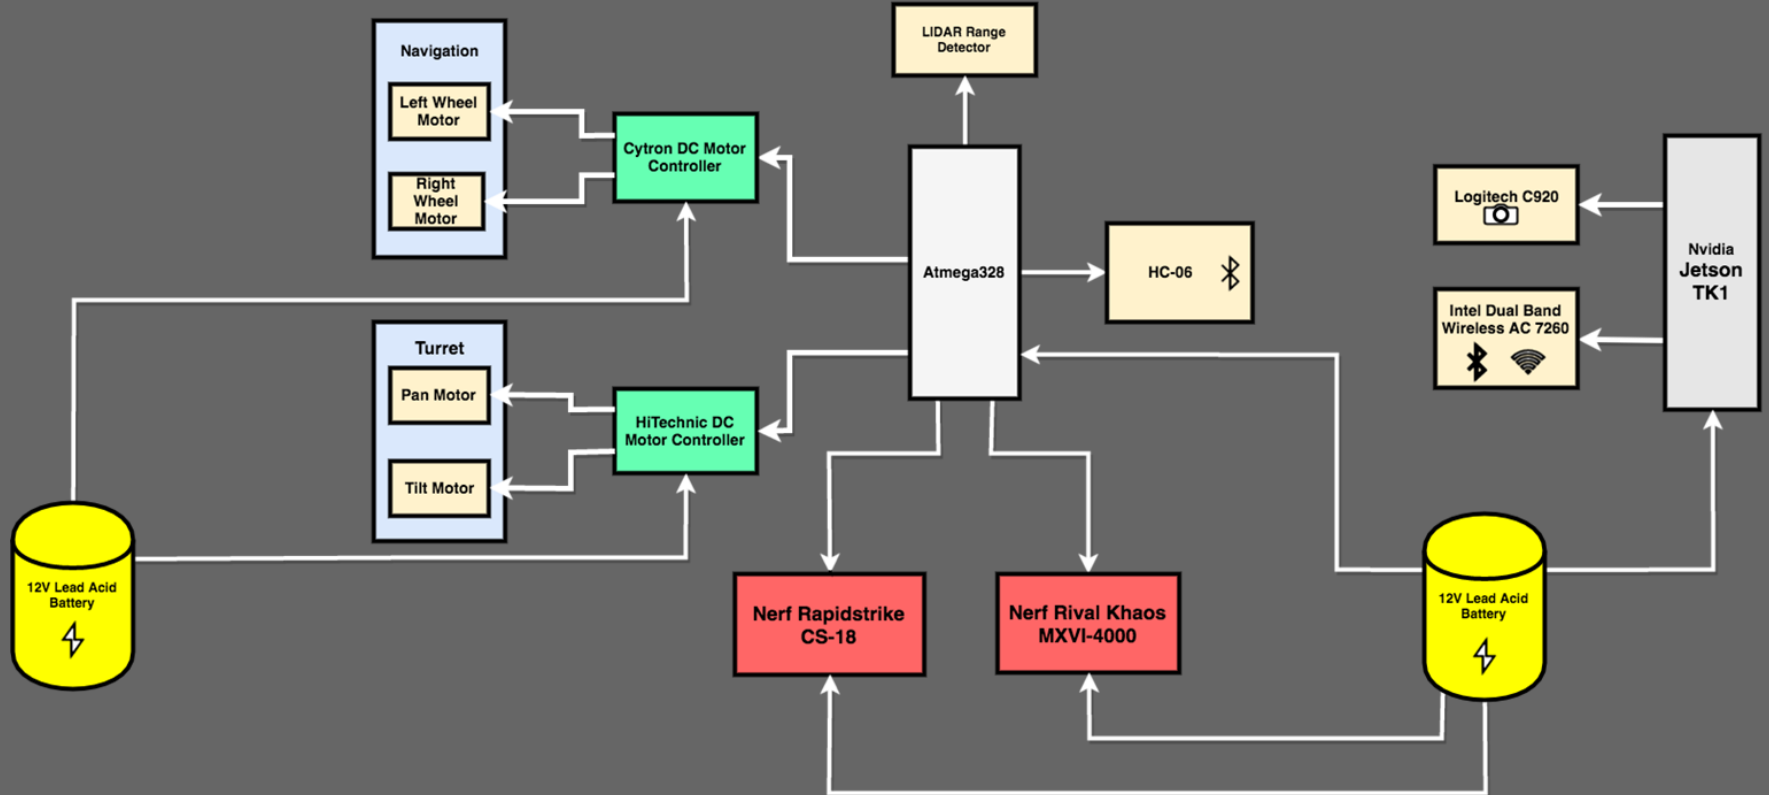 LIDAR Range
Detector
Navigation
Left Wheel
Motor
Right
Wheel
Motor
Cytron DC Motor
Controller
Atmega328
HC-06
Logitech C920
Intel Dual Band
Wireless AC 7260
Nvidia
Jetson
TK1
Turret
Pan Motor
Tilt Motor
HiTechnic DC
Motor Controller
12V Lead Acid
Battery
Nerf Rapidstrike
CS-18
Nerf Rival Khaos
MXVI-4000
12V Lead Acid
Battery